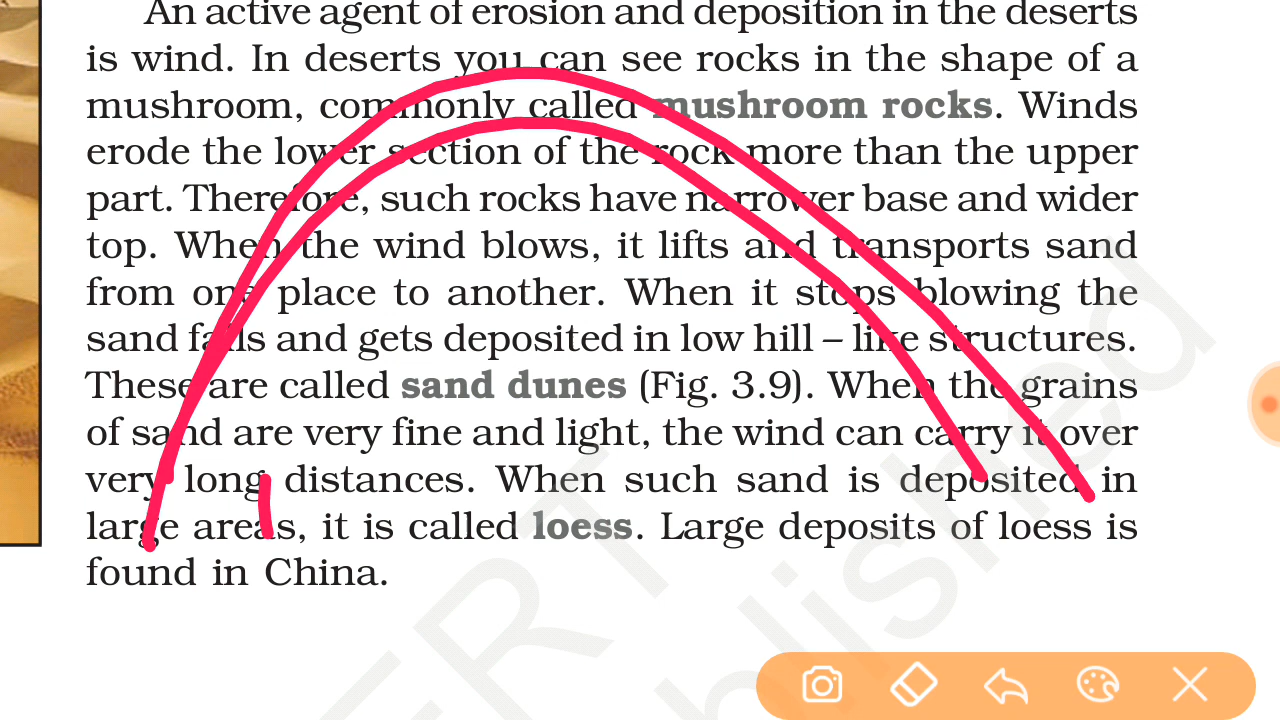 An active agent of erosion and deposition in the deserts
is wind. In deserts you can see rocks in the shape of a
mushroom, commonly called mushroom rocks. Winds
erode the lower section of the rock more than the upper
part. Therefore, such rocks have narrower base and wider
top. When the wind blows, it lifts and transports sand
from one place to another. When it stops blowing the
sand falls and gets deposited in low hill – like structures.
These are called sand dunes (Fig. 3.9). When the grains
of sand are very fine and light, the wind can carry it over
very long distances. When such sand is deposited in
large areas, it is called loess. Large deposits of loess is
found in China.